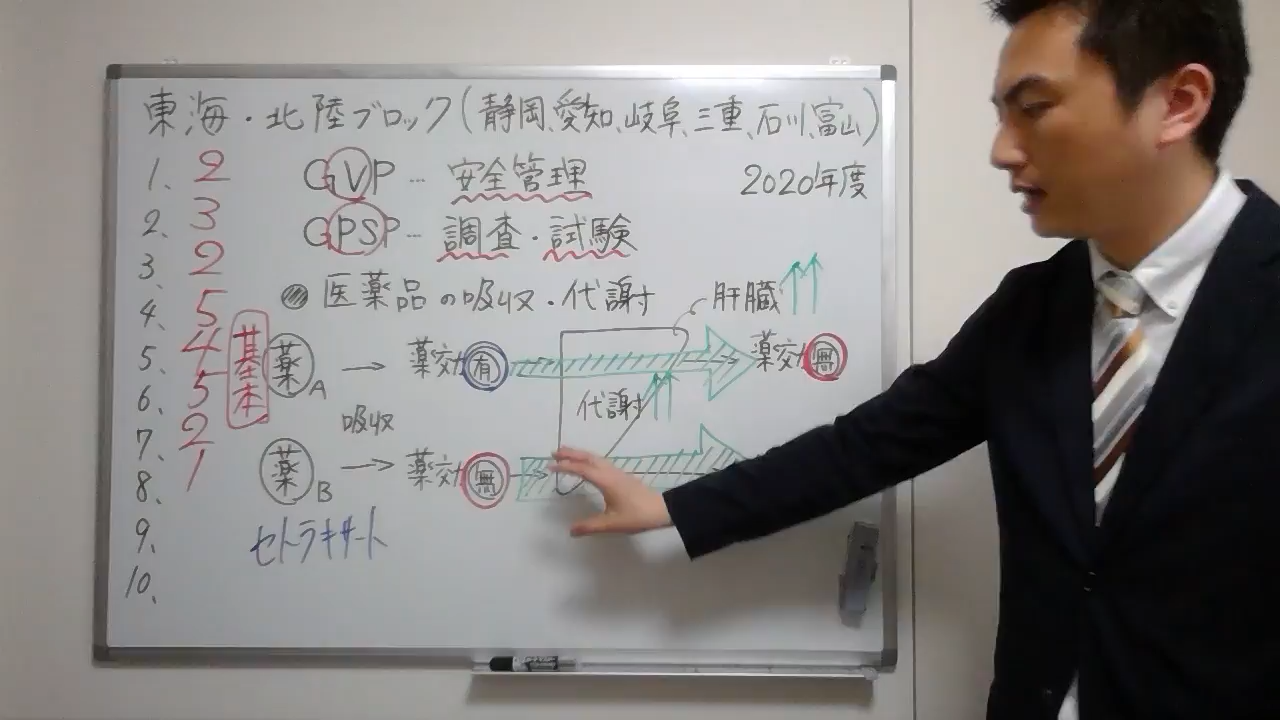 東海・北陸ブロック(静岡、愛知、岐阜、三重、石川、富山)
1、2 GVP … 安全管理 2020年度
2、3 GPSP … 調査・試験
3、2 医薬品の吸収・代謝 肝臓
4、5
5、4 基本 薬A → 薬効有 薬効無
6、5 吸収 代謝
7、2
8、1 薬B → 薬効無
9、 セトラキサート
10、